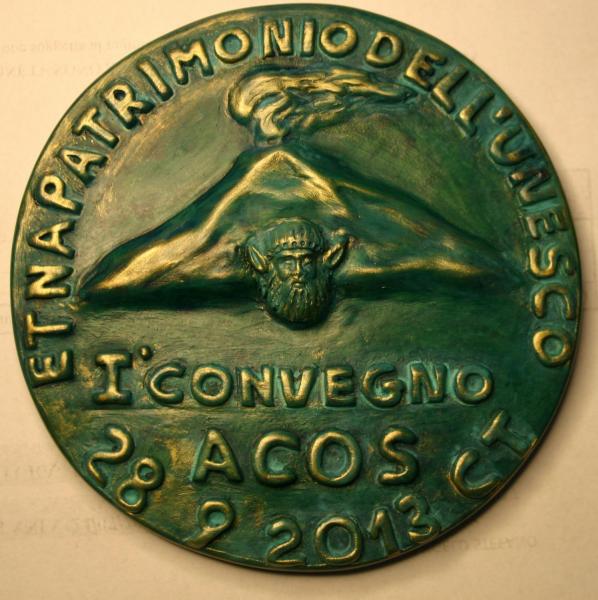 ETNA PATRIMONIO DELL'UNESCO
I° CONVEGNO
ACOS
28 9 2013 CT